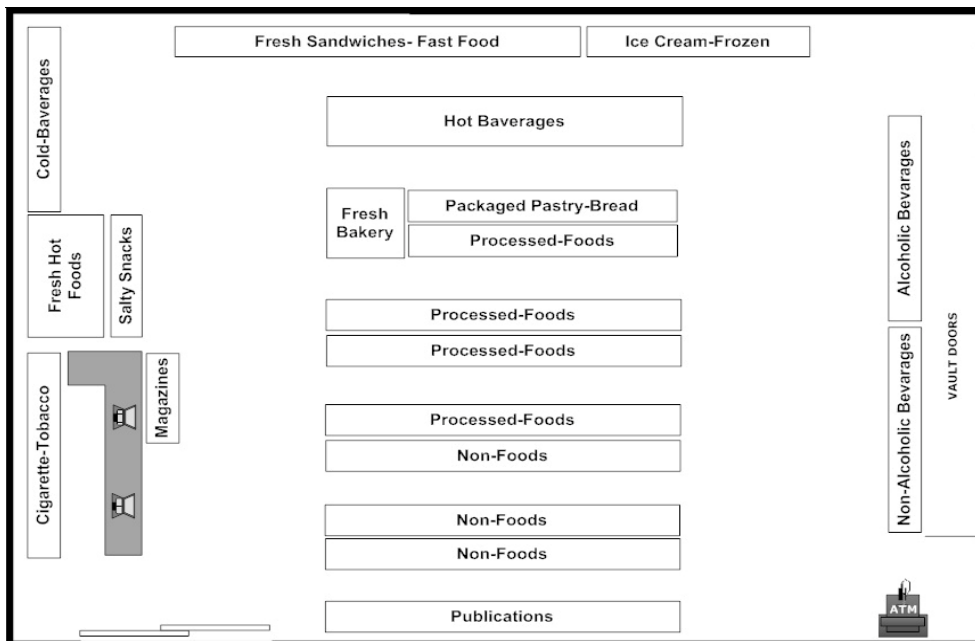 Fresh Sandwiches- Fast Food
Ice Cream-Frozen
Cold-Baverages
Hot Baverages
Alcoholic Bevarages
Fresh
Bakery
Packaged Pastry-Bread
Processed-Foods
Fresh Hot
Foods
Salty Snacks
Processed-Foods
Processed-Foods
VAULT DOORS
Non-Alcoholic Bevarages
Cigarette-Tobacco
Magazines
Processed-Foods
Non-Foods
Non-Foods
Non-Foods
Publications
ATM